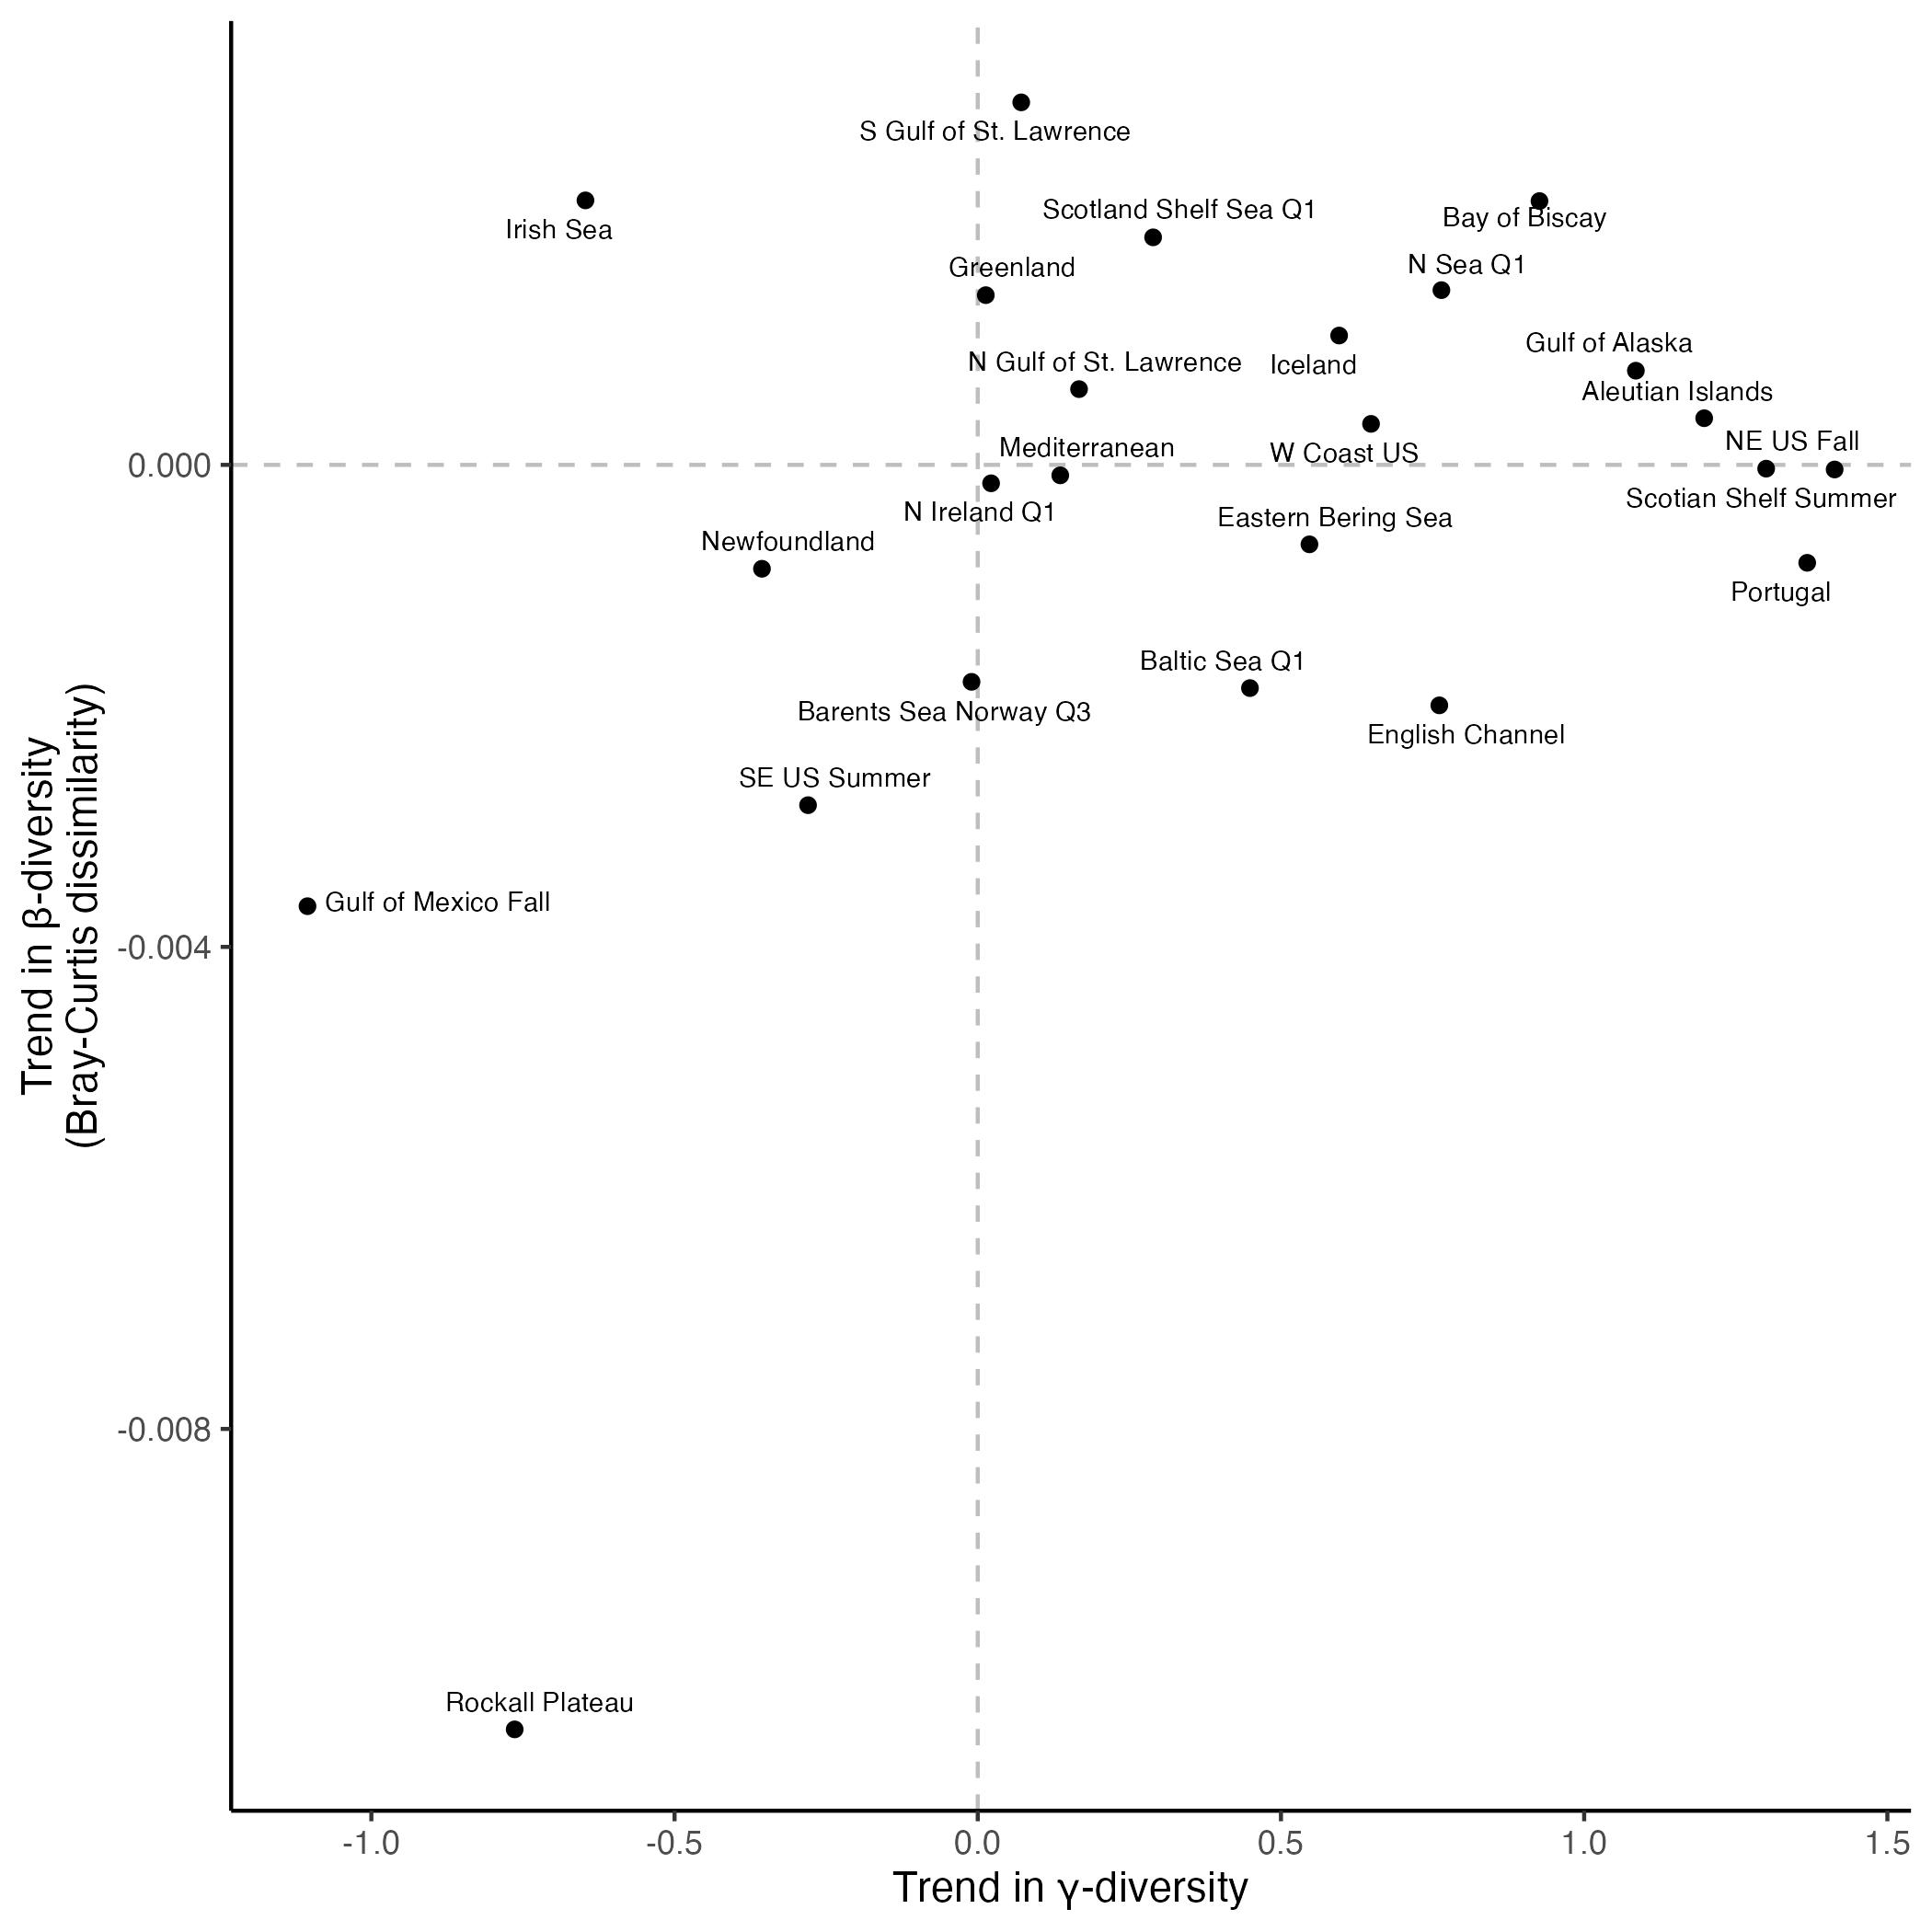 S Gulf of St. Lawrence
Irish Sea
Scotland Shelf Sea Q1
Bay of Biscay
Greenland
N Sea Q1
N Gulf of St. Lawrence
Iceland
Gulf of Alaska
Aleutian Islands
Mediterranean
W Coast US
NE US Fall
0.000
N Ireland Q1
Scotian Shelf Summer
Newfoundland
Eastern Bering Sea
Portugal
Baltic Sea Q1
Barents Sea Norway Q3
English Channel
SE US Summer
Gulf of Mexico Fall
-0.004
Trend in β-diversity
(Bray-Curtis dissimilarity)
-0.008
Rockall Plateau
-1.0
-0.5
0.0
0.5
1.0
1.5
Trend in γ-diversity